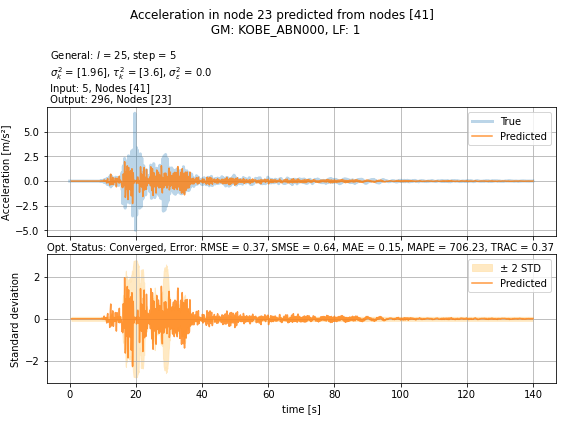 Acceleration in node 23 predicted from nodes [41]
GM: KOBE_ABN000, LF: 1
General: l = 25, step = 5
σ²ₖ = [1.96], τ²ₖ = [3.6], σ²ε = 0.0
Input: 5, Nodes [41]
Output: 296, Nodes [23]
Acceleration [m/s²]
5.0
2.5
0.0
−2.5
−5.0
True
Predicted
Opt. Status: Converged, Error: RMSE = 0.37, SMSE = 0.64, MAE = 0.15, MAPE = 706.23, TRAC = 0.37
Standard deviation
2
0
−2
± 2 STD
Predicted
0 20 40 60 80 100 120 140
time [s]